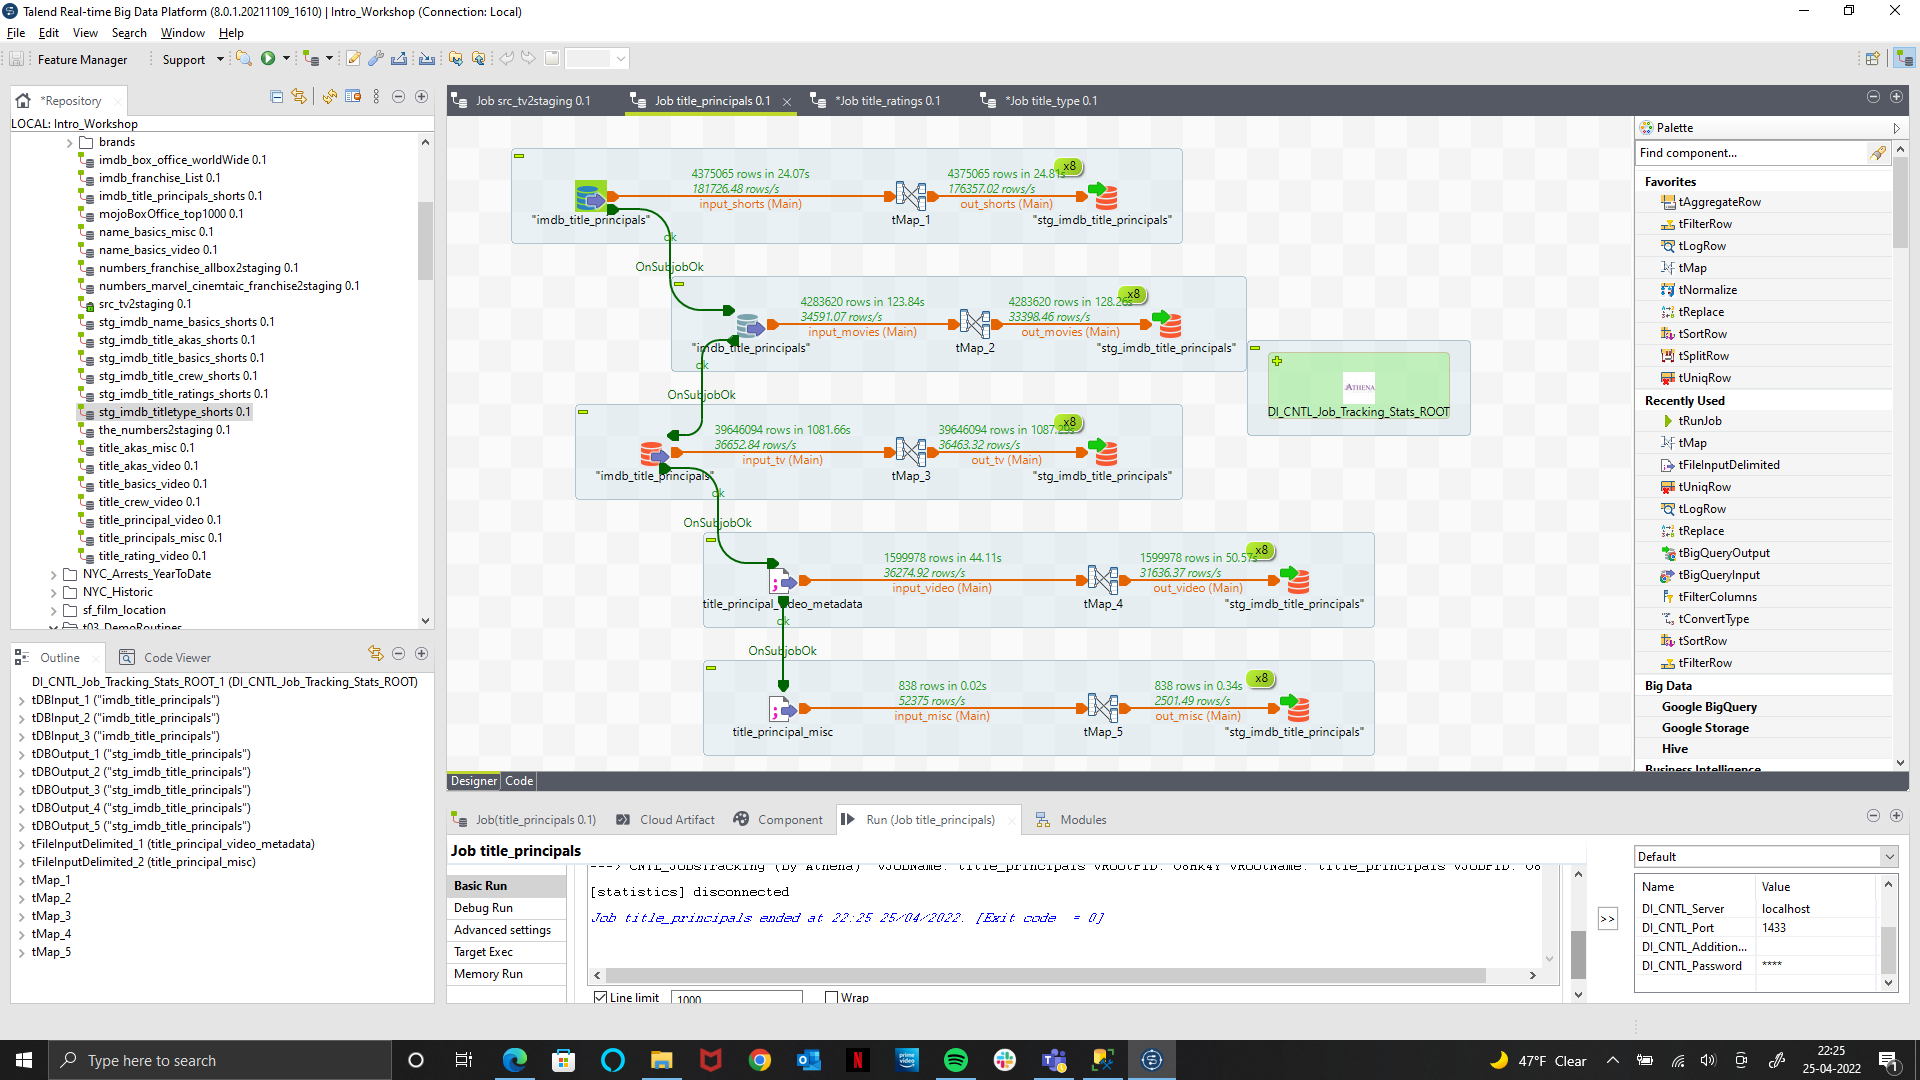 Talend Real-time Big Data Platform (8.0.1.20211109_1610) | Intro_Workshop (Connection: Local)
File Edit View Search Window Help
Feature Manager Support
*Repository
LOCAL: Intro_Workshop
brands
imdb_box_office_worldWide 0.1
imdb_franchise_List 0.1
imdb_title_principals_shorts 0.1
mojoBoxOffice_top1000 0.1
name_basics_misc 0.1
name_basics_video 0.1
numbers_franchise_allbox2staging 0.1
numbers_marvel_cinemtaic_franchise2staging 0.1
src_tv2staging 0.1
stg_imdb_name_basics_shorts 0.1
stg_imdb_title_akas_shorts 0.1
stg_imdb_title_basics_shorts 0.1
stg_imdb_title_crew_shorts 0.1
stg_imdb_title_ratings_shorts 0.1
stg_imdb_titletype_shorts 0.1
the_numbers2staging 0.1
title_akas_misc 0.1
title_akas_video 0.1
title_basics_video 0.1
title_crew_video 0.1
title_principal_video 0.1
title_principals_misc 0.1
title_rating_video 0.1
NYC_Arrests_YearToDate
NYC_Historic
sf_film_location
t03_DemoRoutines
Outline Code Viewer
DI_CNTL_Job_Tracking_Stats_ROOT_1 (DI_CNTL_Job_Tracking_Stats_ROOT)
tDBInput_1 ("imdb_title_principals")
tDBInput_2 ("imdb_title_principals")
tDBInput_3 ("imdb_title_principals")
tDBOutput_1 ("stg_imdb_title_principals")
tDBOutput_2 ("stg_imdb_title_principals")
tDBOutput_3 ("stg_imdb_title_principals")
tDBOutput_4 ("stg_imdb_title_principals")
tDBOutput_5 ("stg_imdb_title_principals")
tFileInputDelimited_1 (title_principal_video_metadata)
tFileInputDelimited_2 (title_principal_misc)
tMap_1
tMap_2
tMap_3
tMap_4
tMap_5
Job src_tv2staging 0.1 Job title_principals 0.1 *Job title_ratings 0.1 *Job title_type 0.1
x8
4375065 rows in 24.07s 4375065 rows in 24.81s
181726.48 rows/s 176357.02 rows/s
input_shorts (Main) out_shorts (Main)
"imdb_title_principals" tMap_1 "stg_imdb_title_principals"
ok
OnSubjobOk
x8
4283620 rows in 123.84s 4283620 rows in 128.26s
34591.07 rows/s 33398.46 rows/s
input_movies (Main) out_movies (Main)
"imdb_title_principals" tMap_2 "stg_imdb_title_principals"
ok
OnSubjobOk
ATHENA
DI_CNTL_Job_Tracking_Stats_ROOT
x8
39646094 rows in 1081.66s 39646094 rows in 1087.29s
36652.84 rows/s 36463.32 rows/s
input_tv (Main) out_tv (Main)
"imdb_title_principals" tMap_3 "stg_imdb_title_principals"
ok
OnSubjobOk
x8
1599978 rows in 44.11s 1599978 rows in 50.57s
36274.92 rows/s 31636.37 rows/s
input_video (Main) out_video (Main)
title_principal_video_metadata tMap_4 "stg_imdb_title_principals"
ok
OnSubjobOk
x8
838 rows in 0.02s 838 rows in 0.34s
52375 rows/s 2501.49 rows/s
input_misc (Main) out_misc (Main)
title_principal_misc tMap_5 "stg_imdb_title_principals"
Designer Code
Palette
Find component...
Favorites
tAggregateRow
tFilterRow
tLogRow
tMap
tNormalize
tReplace
tSortRow
tSplitRow
tUniqRow
Recently Used
tRunJob
tMap
tFileInputDelimited
tUniqRow
tLogRow
tReplace
tBigQueryOutput
tBigQueryInput
tFilterColumns
tConvertType
tSortRow
tFilterRow
Big Data
Google BigQuery
Google Storage
Hive
Business Intelligence
Job(title_principals 0.1) Cloud Artifact Component Run (Job title_principals) Modules
Job title_principals
Basic Run
Debug Run
Advanced settings
Target Exec
Memory Run
---> CNTL_JobsTracking (by Athena) vJOBNAME: title_principals vROOTPID: vROOTNAME: title_principals vJOBPID:
[statistics] disconnected
Job title_principals ended at 22:25 25/04/2022. [Exit code = 0]
Line limit 1000 Wrap
>>
Default
Name Value
DI_CNTL_Server localhost
DI_CNTL_Port 1433
DI_CNTL_Addition...
DI_CNTL_Password ****
Type here to search
prime video
47°F Clear
22:25
25-04-2022
1